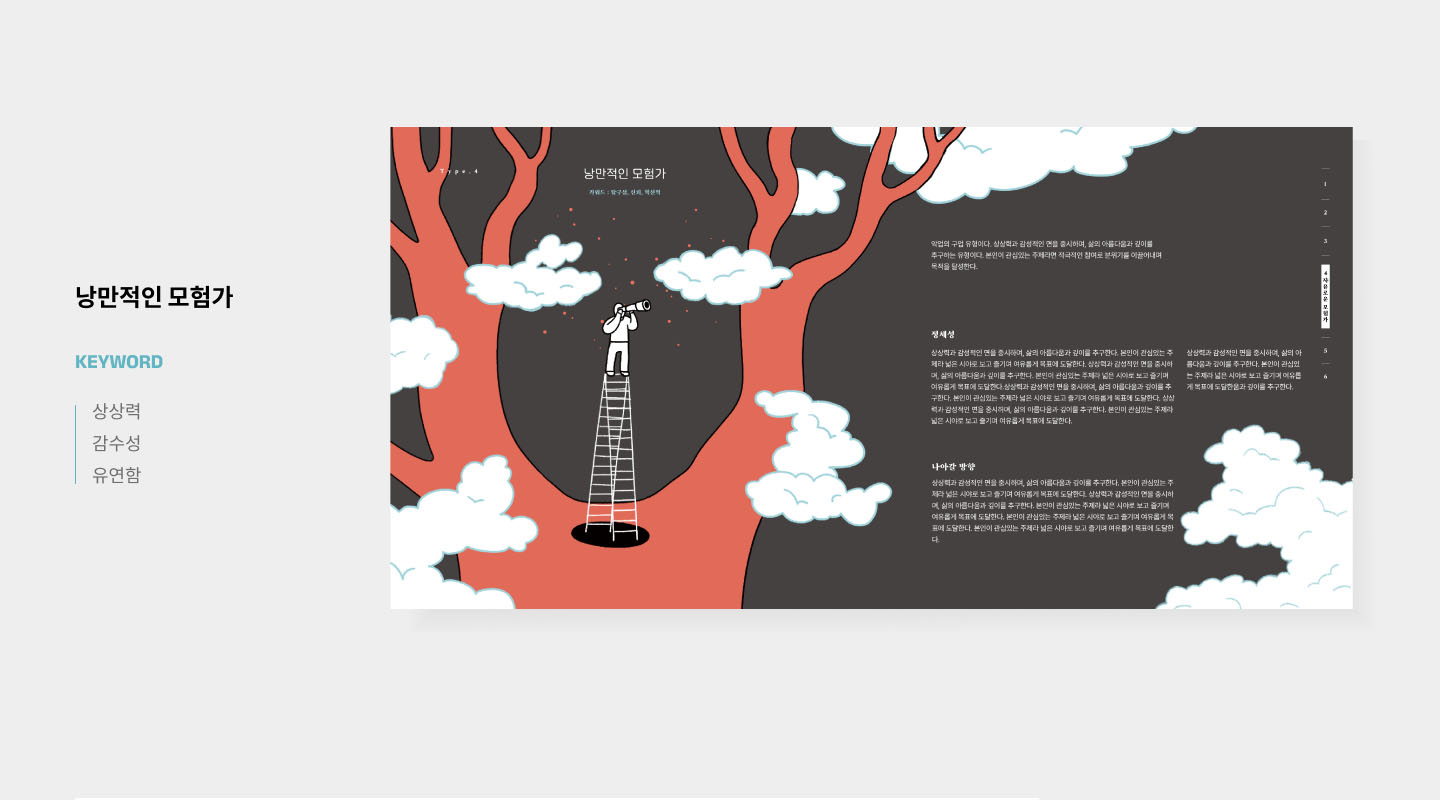 낭만적인 모험가
KEYWORD
상상력
감수성
유연함
Type.4
낭만적인 모험가
키워드 : 탐구성, 신뢰, 헌신적
악업의 구업 유형이다. 상상력과 감성적인 면을 중시하며, 삶의 아름다움과 깊이를
추구하는 유형이다. 본인이 관심있는 주제라면 적극적인 참여로 분위기를 이끌어내며
목적을 달성한다.
정세성
상상력과 감성적인 면을 중시하며, 삶의 아름다움과 깊이를 추구한다. 본인이 관심있는 주
제라 넓은 시야로 보고 즐기며 여유롭게 목표에 도달한다. 상상력과 감성적인 면을 중시하
며, 삶의 아름다움과 깊이를 추구한다. 본인이 관심있는 주제라 넓은 시야로 보고 즐기며
여유롭게 목표에 도달한다.상상력과 감성적인 면을 중시하며, 삶의 아름다움과 깊이를 추
구한다. 본인이 관심있는 주제라 넓은 시야로 보고 즐기며 여유롭게 목표에 도달한다. 상상
력과 감성적인 면을 중시하며, 삶의 아름다움과 깊이를 추구한다. 본인이 관심있는 주제라
넓은 시야로 보고 즐기며 여유롭게 목표에 도달한다.
상상력과 감성적인 면을 중시하며, 삶의 아
름다움과 깊이를 추구한다. 본인이 관심있
는 주제라 넓은 시야로 보고 즐기며 여유롭
게 목표에 도달한움과 깊이를 추구한다.
나아갈 방향
상상력과 감성적인 면을 중시하며, 삶의 아름다움과 깊이를 추구한다. 본인이 관심있는 주
제라 넓은 시야로 보고 즐기며 여유롭게 목표에 도달한다. 상상력과 감성적인 면을 중시하
며, 삶의 아름다움과 깊이를 추구한다. 본인이 관심있는 주제라 넓은 시야로 보고 즐기며
여유롭게 목표에 도달한다. 본인이 관심있는 주제라 넓은 시야로 보고 즐기며 여유롭게 목
표에 도달한다. 본인이 관심있는 주제라 넓은 시야로 보고 즐기며 여유롭게 목표에 도달한
다.
1
2
3
4 자유로운 모험가
5
6